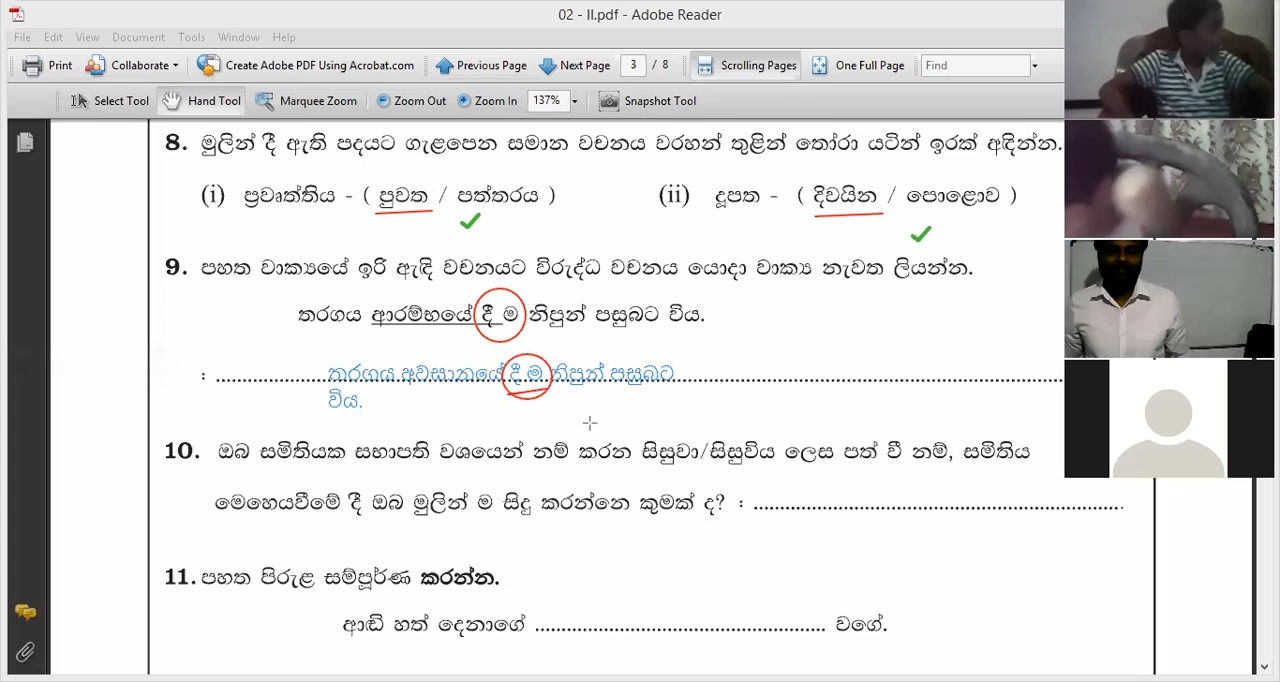 02 - II.pdf - Adobe Reader
File Edit View Document Tools Window Help
Print Collaborate Create Adobe PDF Using Acrobat.com Previous Page Next Page 3 / 8 Scrolling Pages One Full Page Find
Select Tool Hand Tool Marquee Zoom Zoom Out Zoom In 137% Snapshot Tool
8. මුලින් දී ඇති පදයට ගැළපෙන සමාන වචනය වරහන් තුළින් තෝරා යටින් ඉරක් අඳින්න.
(i) ප්‍රවෘත්තිය - ( පුවත / පත්තරය ) (ii) දූපත - ( දිවයින / පොළොව )
9. පහත වාක්‍යයේ ඉරි ඇඳි වචනයට විරුද්ධ වචනය යොදා වාක්‍ය නැවත ලියන්න.
තරගය ආරම්භයේ දී ම නිපුන් පසුබට විය.
: තරගය අවසානයේ දී ම නිපුන් පසුබට
විය.
10. ඔබ සමිතියක සභාපති වශයෙන් නම් කරන සිසුවා/සිසුවිය ලෙස පත් වී නම්, සමිතිය
මෙහෙයවීමේ දී ඔබ මුලින් ම සිදු කරන්නෙ කුමක් ද? : ..............................
11. පහත පිරුළ සම්පූර්ණ කරන්න.
ආඬි හත් දෙනාගේ .............................. වගේ.